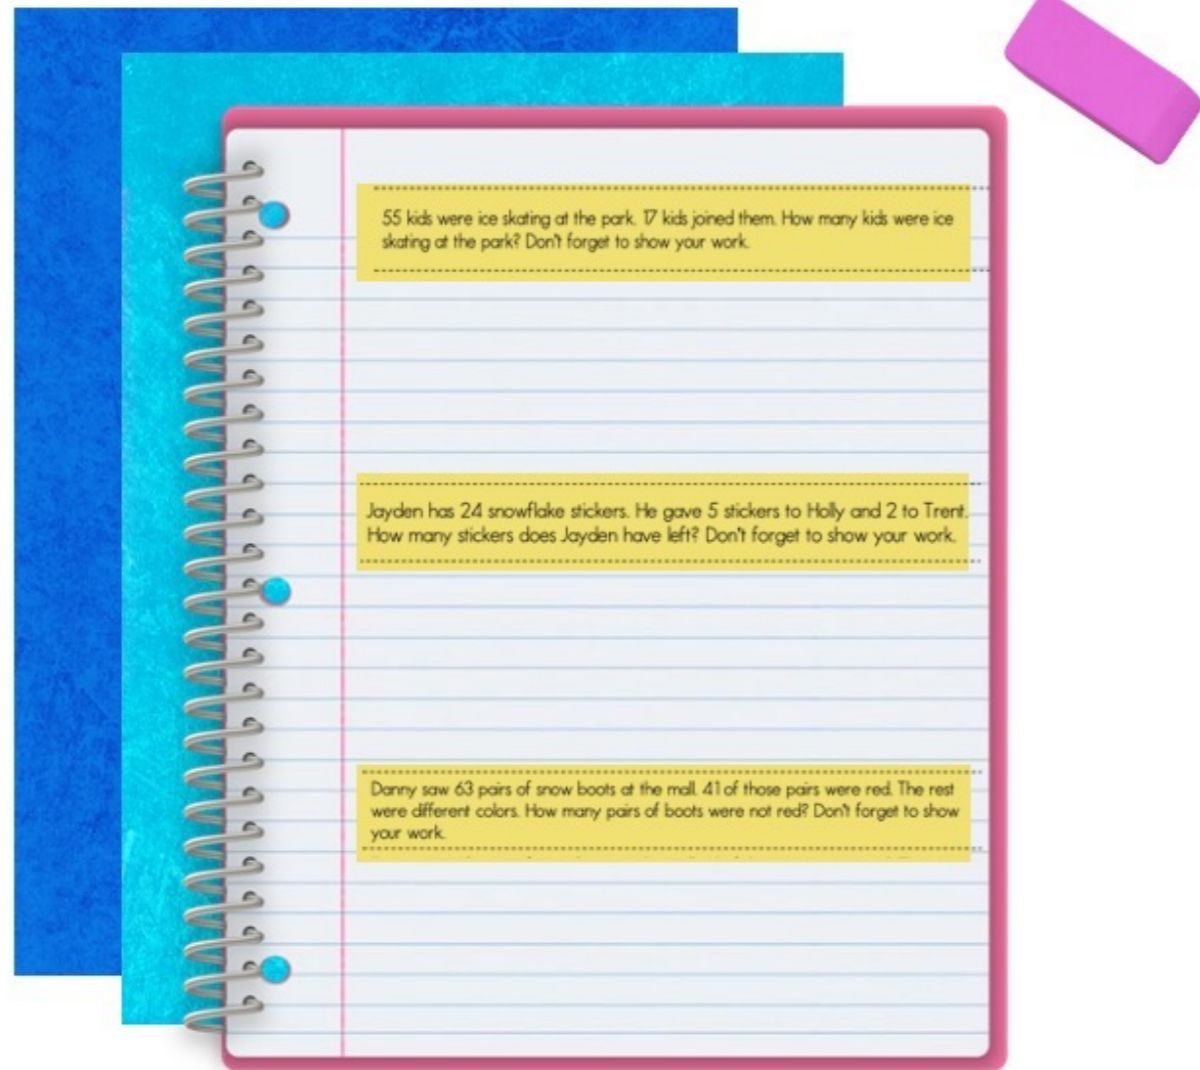 55 kids were ice skating at the park. 17 kids joined them. How many kids were ice
skating at the park? Don't forget to show your work.
Jayden has 24 snowflake stickers. He gave 5 stickers to Holly and 2 to Trent.
How many stickers does Jayden have left? Don't forget to show your work.
Danny saw 63 pairs of snow boots at the mall. 41 of those pairs were red. The rest
were different colors. How many pairs of boots were not red? Don't forget to show
your work.